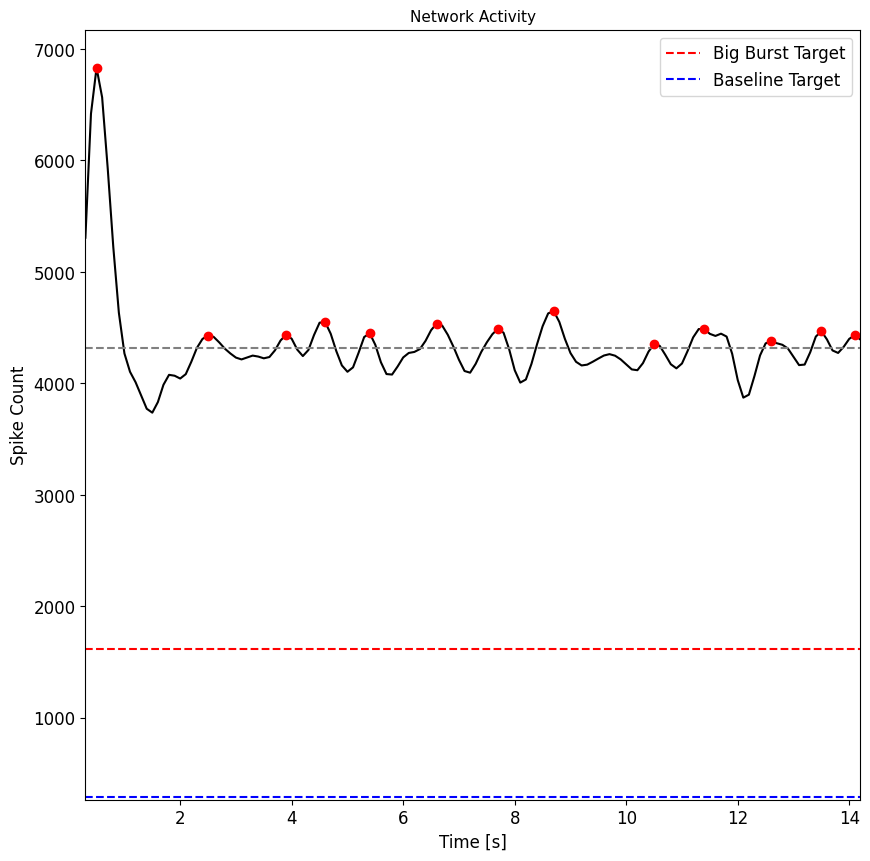 Network Activity
Big Burst Target
Baseline Target
7000
6000
5000
4000
3000
2000
1000
Spike Count
2 4 6 8 10 12 14
Time [s]